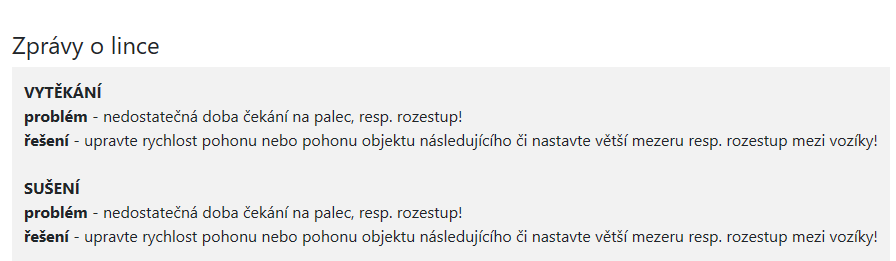 Zprávy o lince
VYTĚKÁNÍ
problém - nedostatečná doba čekání na palec, resp. rozestup!
řešení - upravte rychlost pohonu nebo pohonu objektu následujícího či nastavte větší mezeru resp. rozestup mezi vozíky!
SUŠENÍ
problém - nedostatečná doba čekání na palec, resp. rozestup!
řešení - upravte rychlost pohonu nebo pohonu objektu následujícího či nastavte větší mezeru resp. rozestup mezi vozíky!